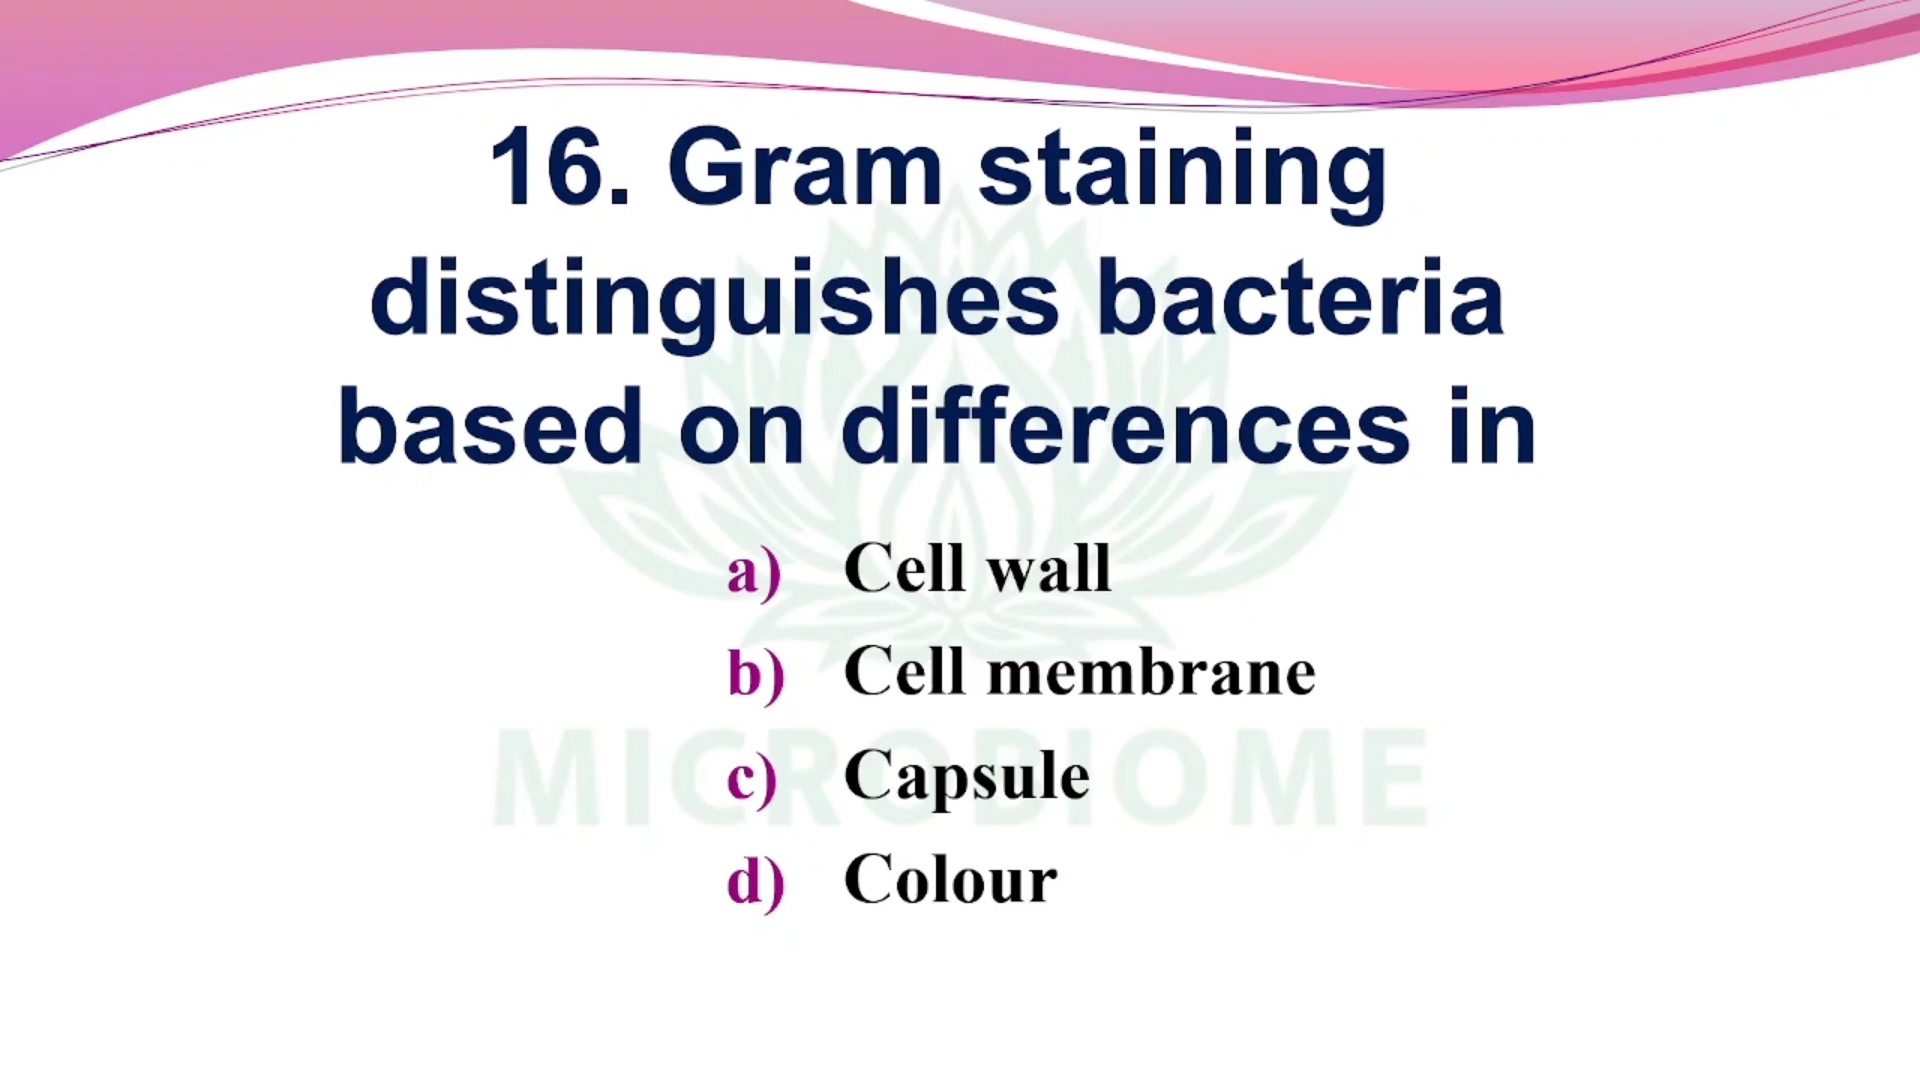 16. Gram staining
distinguishes bacteria
based on differences in
a) Cell wall
b) Cell membrane
c) Capsule
d) Colour
MICROBIOME